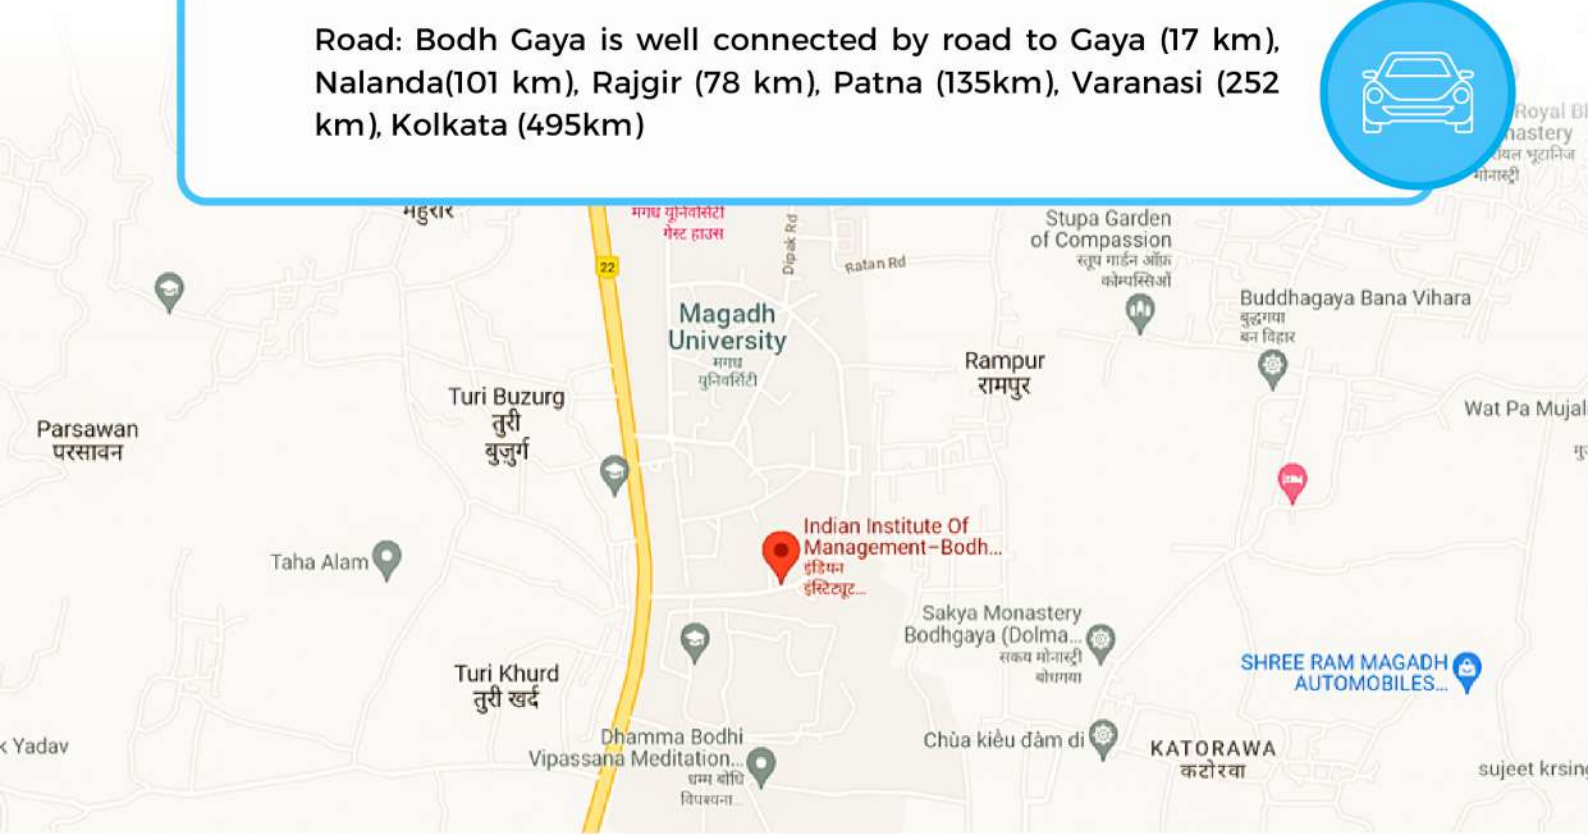 Road: Bodh Gaya is well connected by road to Gaya (17 km),
Nalanda(101 km), Rajgir (78 km), Patna (135km), Varanasi (252
km), Kolkata (495km)
Royal
मोनास्ट्री
मगध यूनिवर्सिटी
गेस्ट हाउस
Dipak Rd
Ratan Rd
22
Stupa Garden
of Compassion
स्तूप गार्डन ऑफ़
कोम्पस्सिओं
Buddhagaya Bana Vihara
बुद्धगया
बन विहार
Magadh
University
मगध
युनिवर्सिटी
Rampur
रामपुर
Turi Buzurg
तुरी
बुज़ुर्ग
Parsawan
परसावन
Wat Pa
Indian Institute Of
Management-Bodh...
इंडियन
इंस्टिट्यूट...
Taha Alam
Sakya Monastery
Bodhgaya (Dolma...
सक्य मोनास्ट्री
बोधगया
SHREE RAM MAGADH
AUTOMOBILES...
Turi Khurd
तुरी खर्द
Yadav
Dhamma Bodhi
Vipassana Meditation...
धम्म बोधि
विपश्यना...
Chùa kiều đàm di
KATORAWA
कटोरवा
sujeet